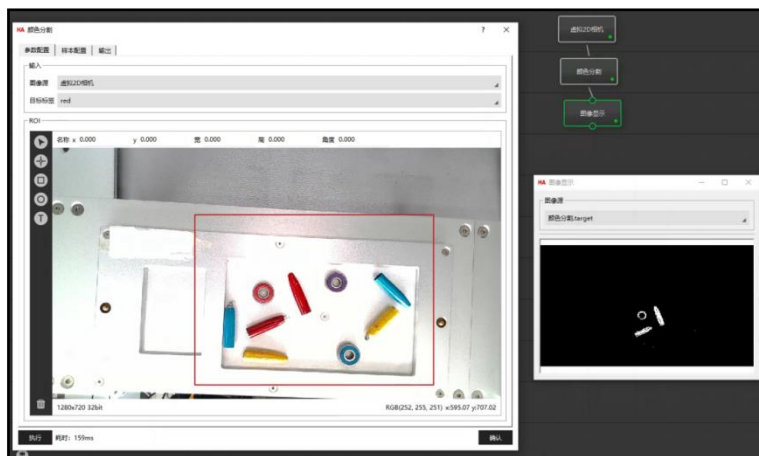 HA 颜色分割
? ×
参数配置 样本配置 输出
输入
图像源 虚拟2D相机
目标标签 red
ROI
名称 x 0.000 y 0.000 宽 0.000 高 0.000 角度 0.000
T
1280x720 32bit RGB(252, 255, 251) x:595.07 y:707.02
执行 耗时: 159ms 确认
虚拟2D相机
颜色分割
图像显示
HA 图像显示
图像源
颜色分割.target